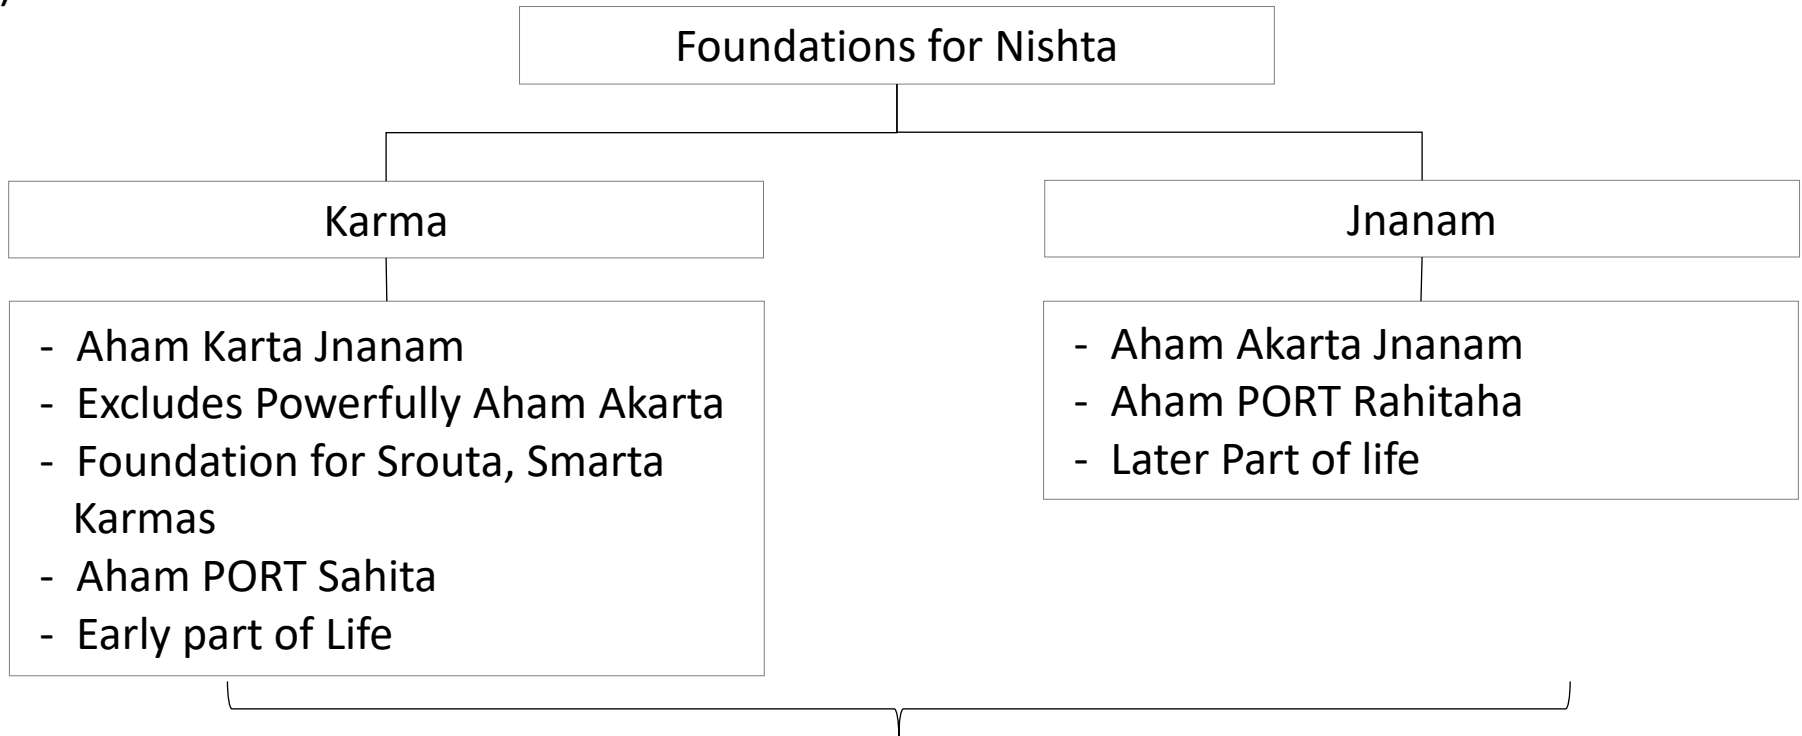 )
Foundations for Nishta
Karma
Jnanam
- Aham Karta Jnanam
- Excludes Powerfully Aham Akarta
- Foundation for Srouta, Smarta
Karmas
- Aham PORT Sahita
- Early part of Life
- Aham Akarta Jnanam
- Aham PORT Rahitaha
- Later Part of life